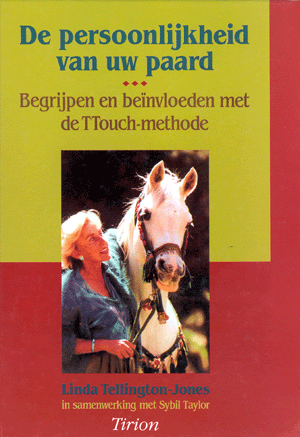 De persoonlijkheid
van uw paard
Begrijpen en beïnvloeden met
de TTouch-methode
Linda Tellington-Jones
in samenwerking met Sybil Taylor
Tirion